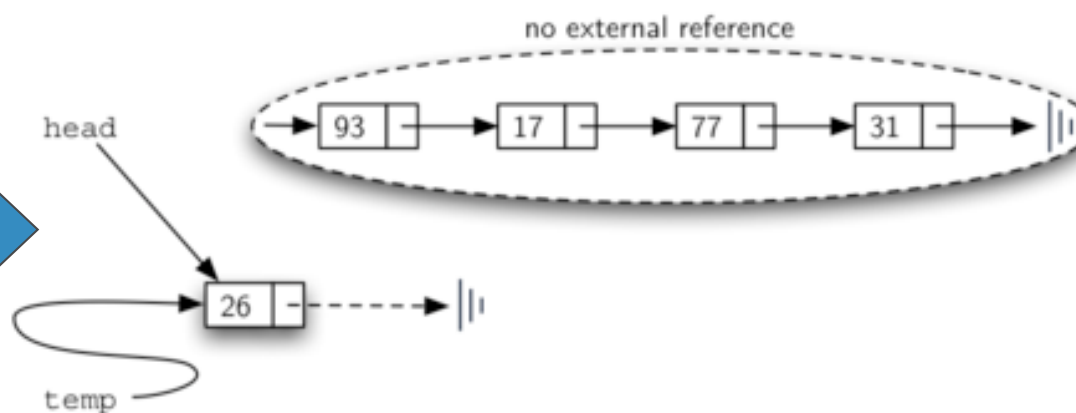 no external reference
head
93 17 77 31
26
temp